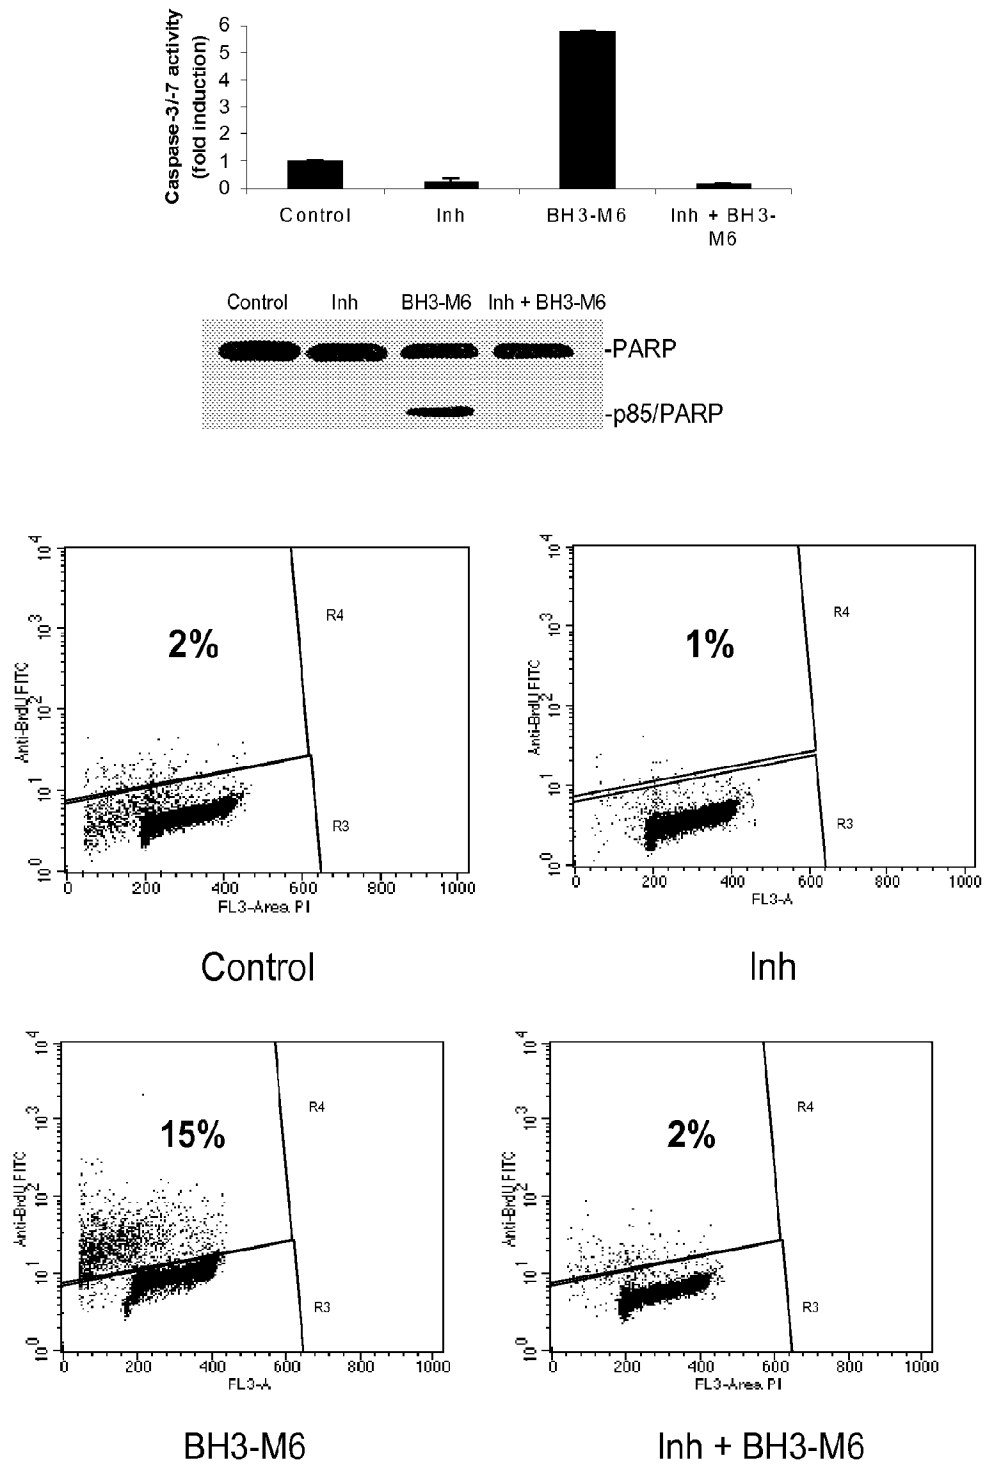 Caspase-3/-7 activity
(fold induction)
6
5
4
3
2
1
0
Control
Inh
BH3-M6
Inh + BH3-
M6
Control Inh BH3-M6 Inh + BH3-M6
-PARP
-p85/PARP
Anti-BrdU FITC
10^4
10^3
10^2
10^1
10^0
2%
R4
R3
0 200 400 600 800 1000
FL3-Area PI
Control
Anti-BrdU FITC
10^4
10^3
10^2
10^1
10^0
1%
R4
R3
0 200 400 600 800 1000
FL3-A
Inh
Anti-BrdU FITC
10^4
10^3
10^2
10^1
10^0
15%
R4
R3
0 200 400 600 800 1000
FL3-A
BH3-M6
Anti-BrdU FITC
10^4
10^3
10^2
10^1
10^0
2%
R4
R3
0 200 400 600 800 1000
FL3-Area PI
Inh + BH3-M6